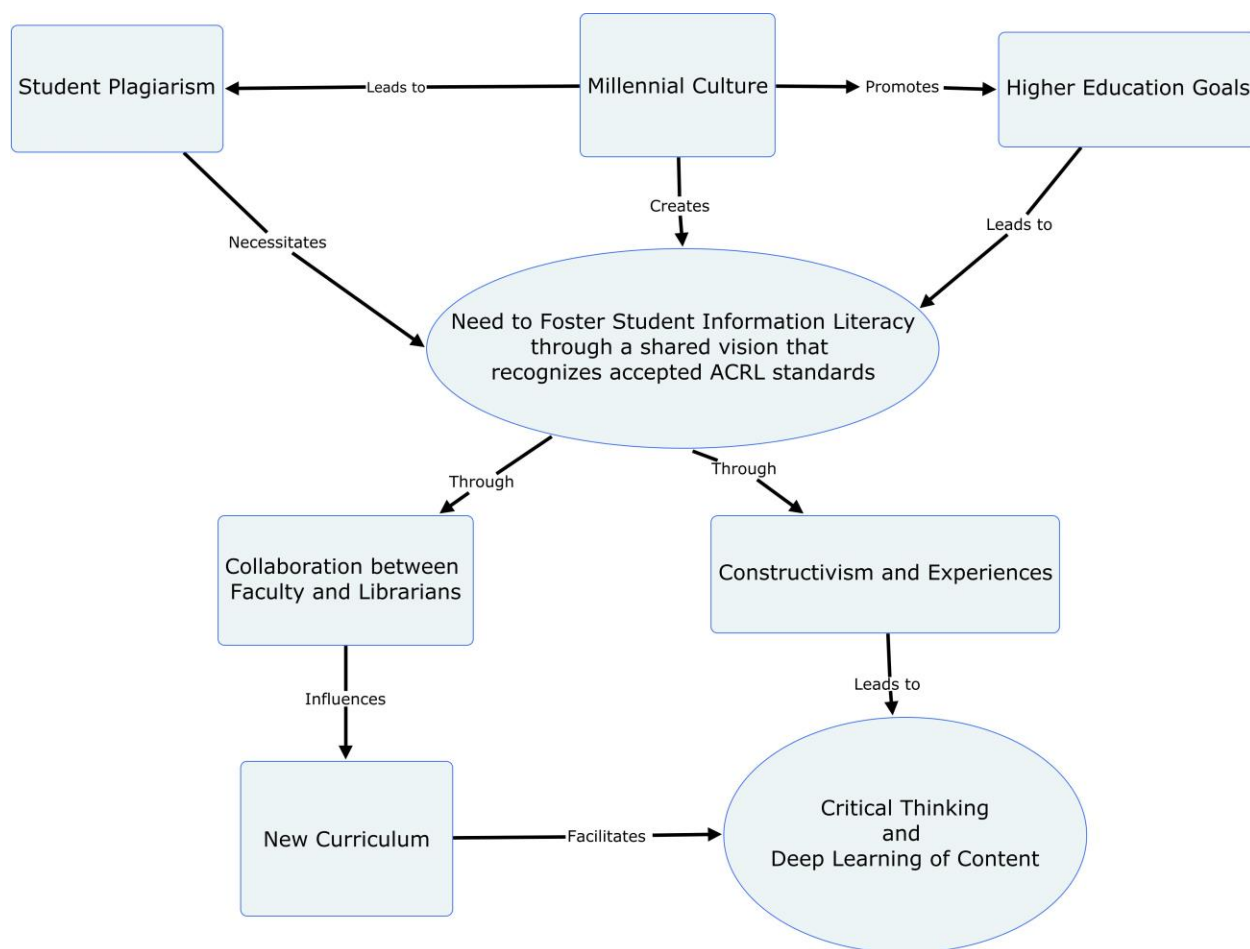 Student Plagiarism
Leads to
Millennial Culture
Promotes
Higher Education Goals
Creates
Necessitates
Leads to
Need to Foster Student Information Literacy
through a shared vision that
recognizes accepted ACRL standards
Through
Through
Collaboration between
Faculty and Librarians
Constructivism and Experiences
Influences
Leads to
New Curriculum
Facilitates
Critical Thinking
and
Deep Learning of Content